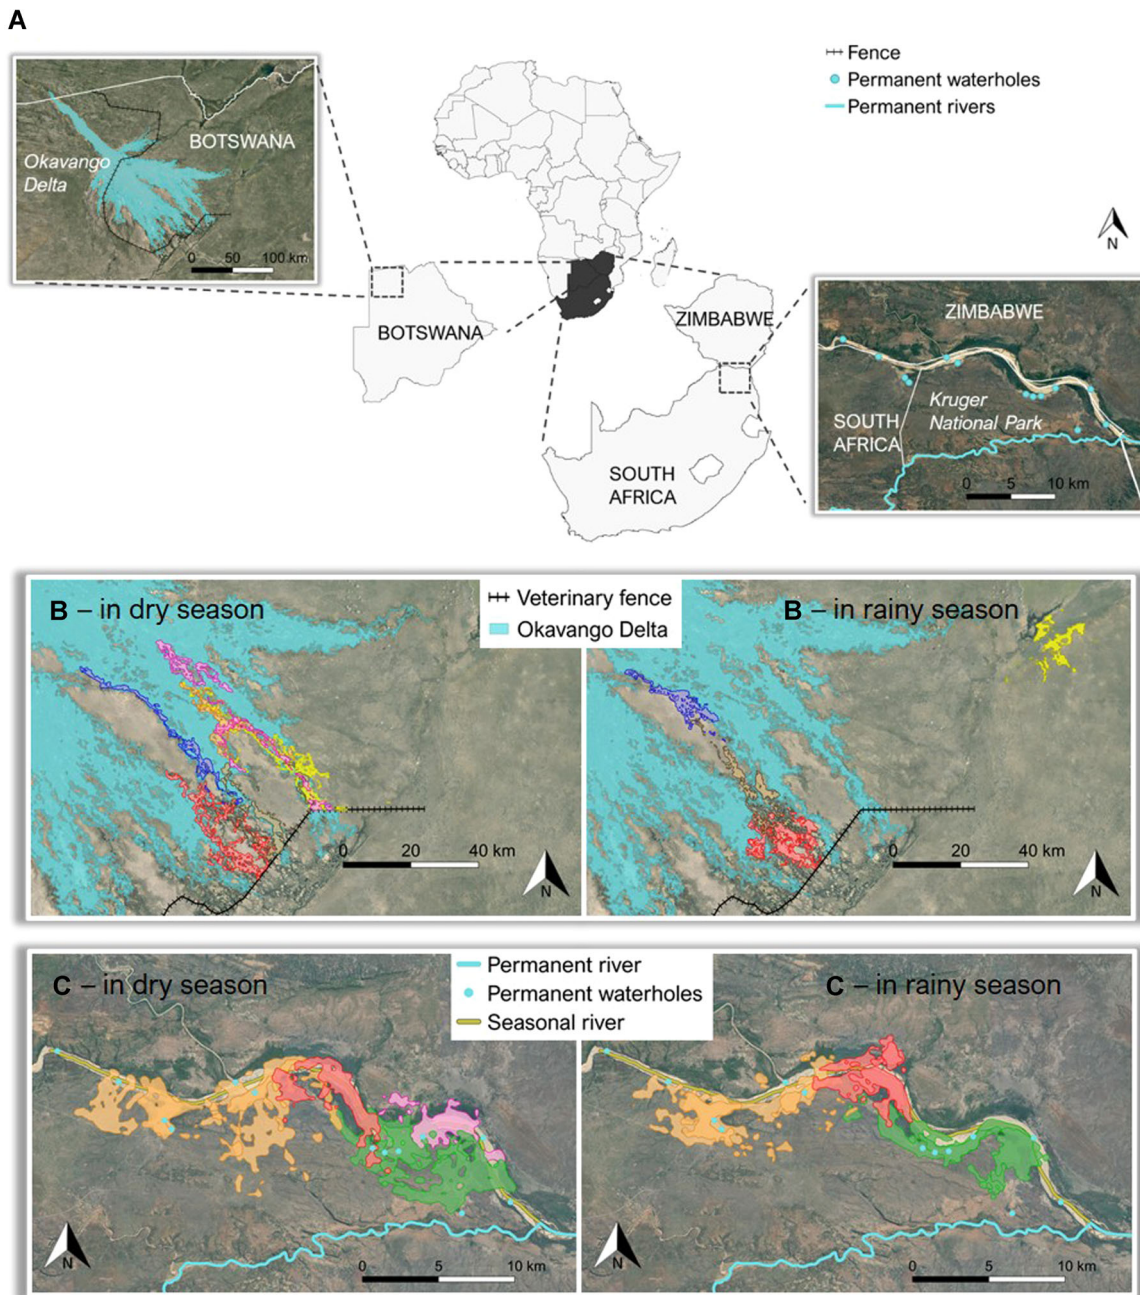 A
Fence
Permanent waterholes
Permanent rivers
BOTSWANA
Okavango
Delta
0 50 100 km
N
BOTSWANA
ZIMBABWE
SOUTH
AFRICA
ZIMBABWE
Kruger
National Park
SOUTH
AFRICA
0 5 10 km
B – in dry season
Veterinary fence
Okavango Delta
B – in rainy season
0 20 40 km
N
0 20 40 km
N
C – in dry season
Permanent river
Permanent waterholes
Seasonal river
C – in rainy season
N
0 5 10 km
N
0 5 10 km